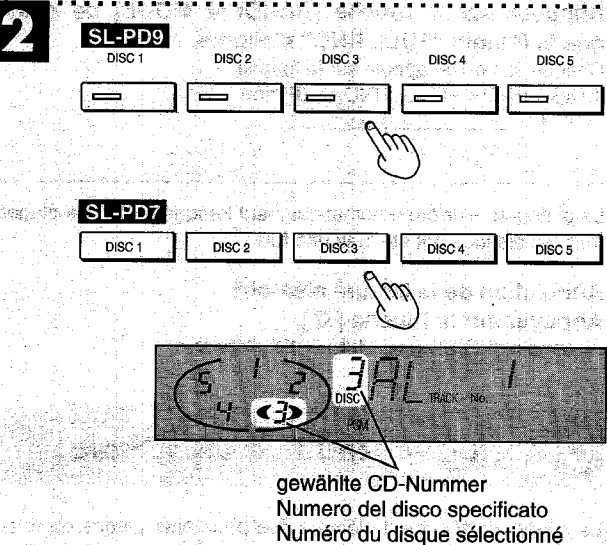 2
SL-PD9
DISC 1 DISC 2 DISC 3 DISC 4 DISC 5
SL-PD7
DISC 1 DISC 2 DISC 3 DISC 4 DISC 5
5 1 2 3 4
3 AL 1
DISC TRACK No.
PGM
gewählte CD-Nummer
Numero del disco specificato
Numéro du disque sélectionné